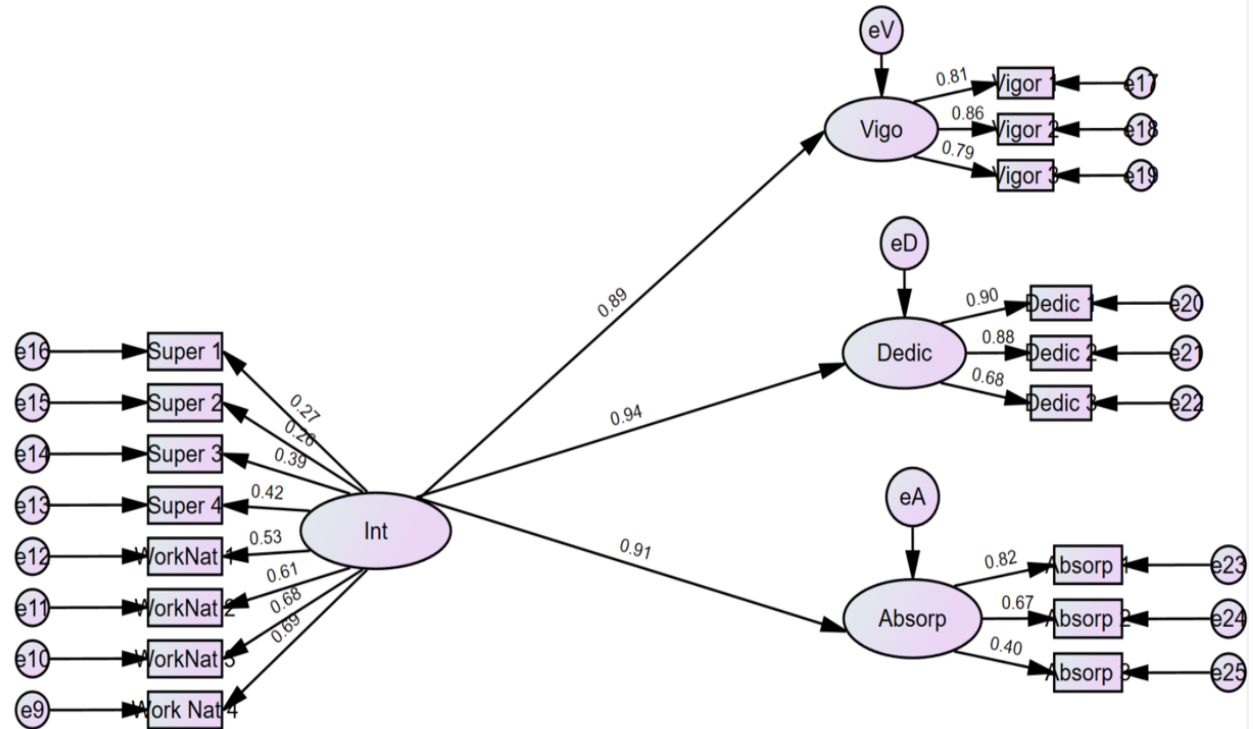 eV
0.81
Vigor 1
e17
Vigo
0.86
Vigor 2
e18
0.79
Vigor 3
e19
eD
0.90
Dedic 1
e20
0.89
Dedic
0.88
Dedic 2
e21
0.68
Dedic 3
e22
e16
Super 1
e15
Super 2
0.27
0.26
0.94
e14
Super 3
0.39
e13
Super 4
0.42
eA
Int
e12
WorkNat 1
0.53
0.91
0.82
Absorp 1
e23
e11
WorkNat 2
0.61
Absorp
0.67
Absorp 2
e24
0.68
e10
WorkNat 3
0.69
0.40
Absorp 3
e25
e9
Work Nat 4